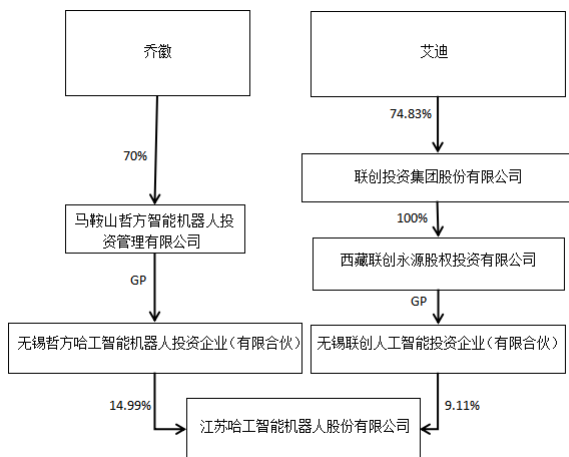 乔徽
艾迪
74.83%
70%
联创投资集团股份有限公司
100%
马鞍山哲方智能机器人投
资管理有限公司
西藏联创永源股权投资有限公司
GP
GP
无锡哲方哈工智能机器人投资企业（有限合伙）
无锡联创人工智能投资企业（有限合伙）
14.99%
9.11%
江苏哈工智能机器人股份有限公司